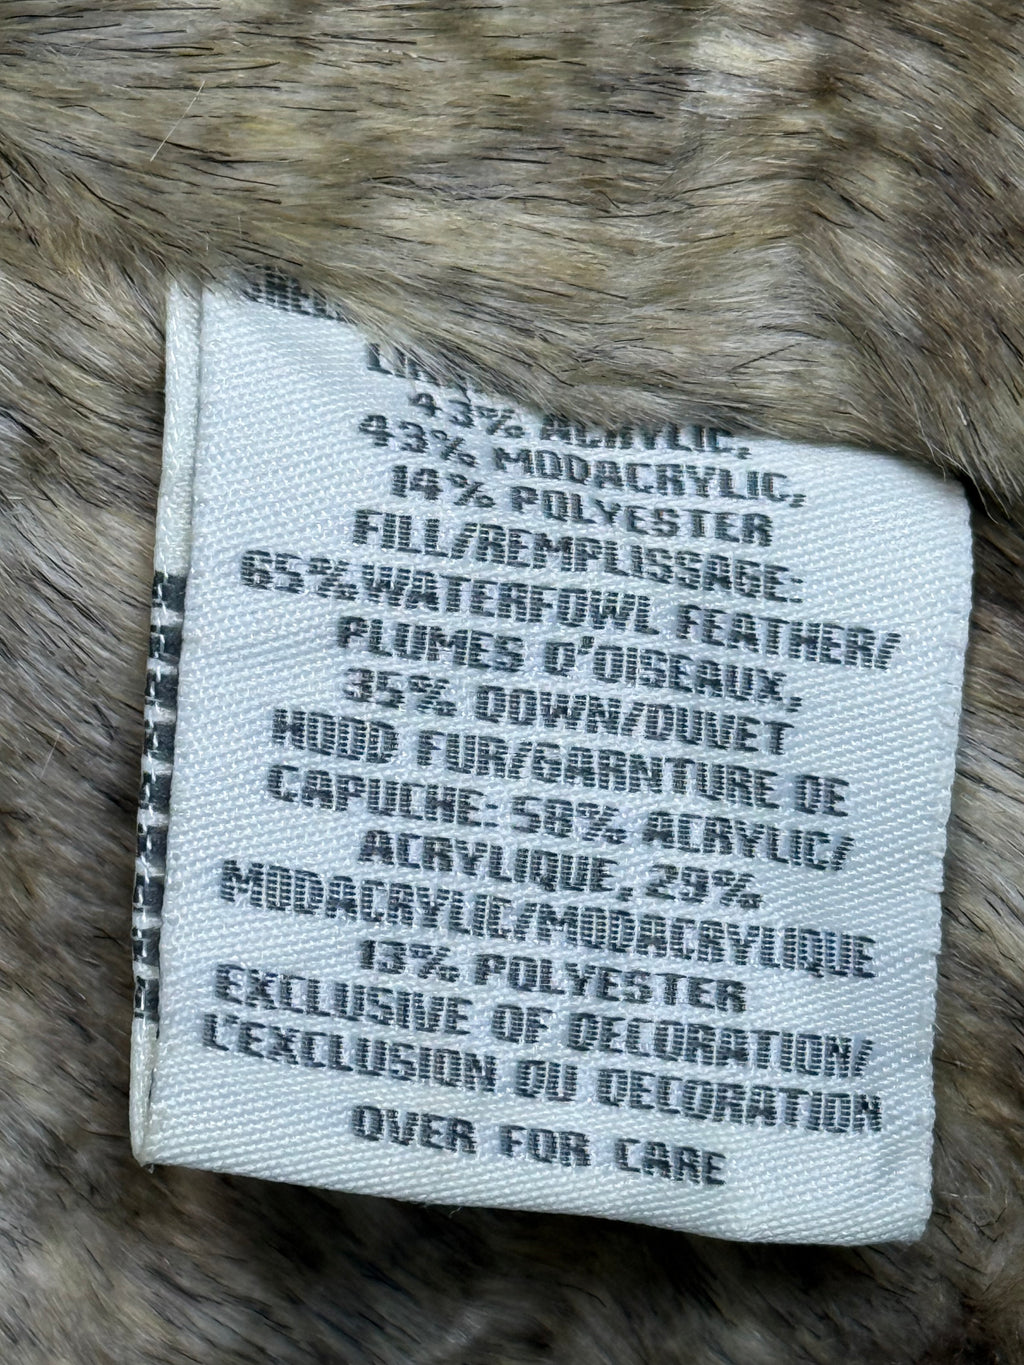 43% ACRYLIC,
43% MODACRYLIC,
14% POLYESTER
FILL/REMPLISSAGE:
65%WATERFOWL FEATHER/
PLUMES D'OISEAUX,
35% DOWN/DUVET
HOOD FUR/GARNTURE DE
CAPUCHE: 58% ACRYLIC/
ACRYLIQUE, 29%
MODACRYLIC/MODACRYLIQUE
13% POLYESTER
EXCLUSIVE OF DECORATION/
L'EXCLUSION OU DECORATION
OVER FOR CARE